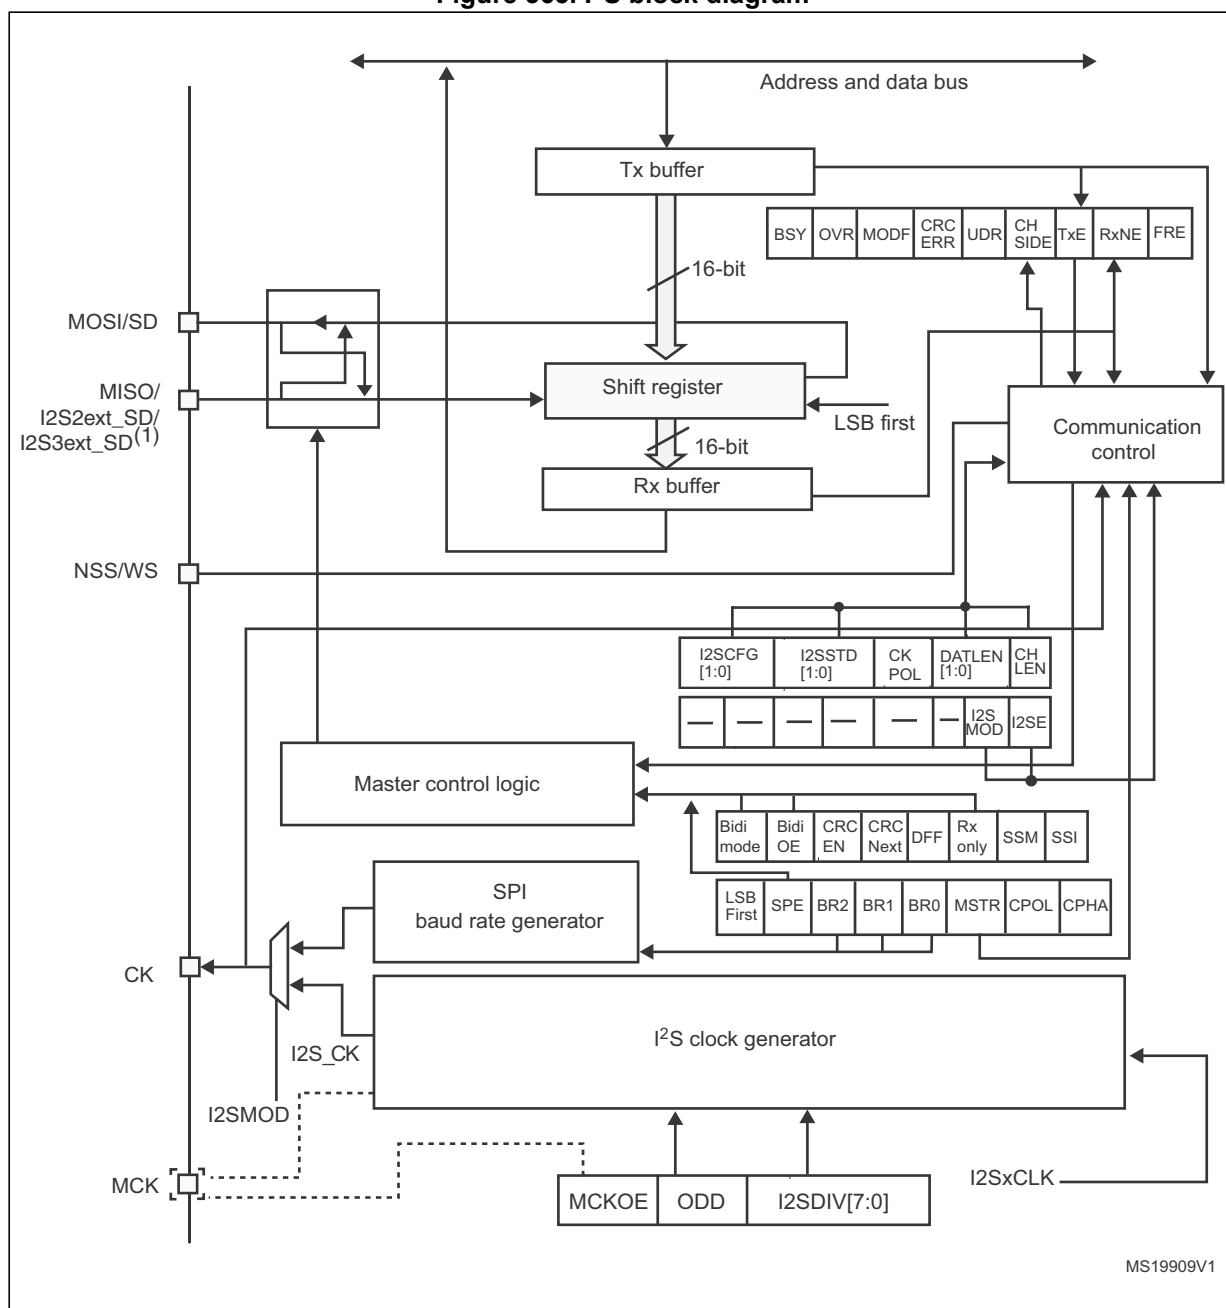 Address and data bus
Tx buffer
BSY OVR MODF CRC ERR UDR CH SIDE TxE RxNE FRE
16-bit
MOSI/SD
Shift register
MISO/
I2S2ext_SD/
I2S3ext_SD(1)
LSB first
Communication
control
16-bit
Rx buffer
NSS/WS
I2SCFG [1:0] I2SSTD [1:0] CK POL DATLEN [1:0] CH LEN
— — — — — — I2S MOD I2SE
Master control logic
Bidi mode Bidi OE CRC EN CRC Next DFF Rx only SSM SSI
LSB First SPE BR2 BR1 BR0 MSTR CPOL CPHA
SPI
baud rate generator
CK
I2S clock generator
I2S_CK
I2SMOD
MCK
I2SxCLK
MCKOE ODD I2SDIV[7:0]
MS19909V1